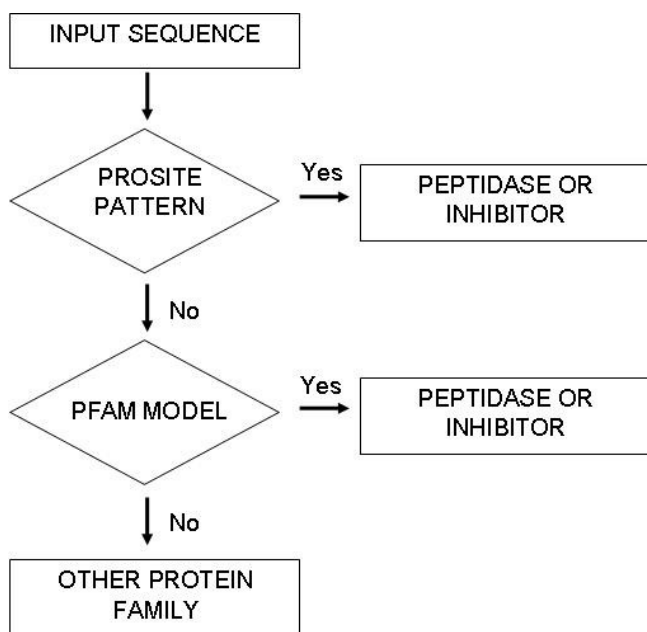 INPUT SEQUENCE
PROSITE
PATTERN
Yes
PEPTIDASE OR
INHIBITOR
No
PFAM MODEL
Yes
PEPTIDASE OR
INHIBITOR
No
OTHER PROTEIN
FAMILY